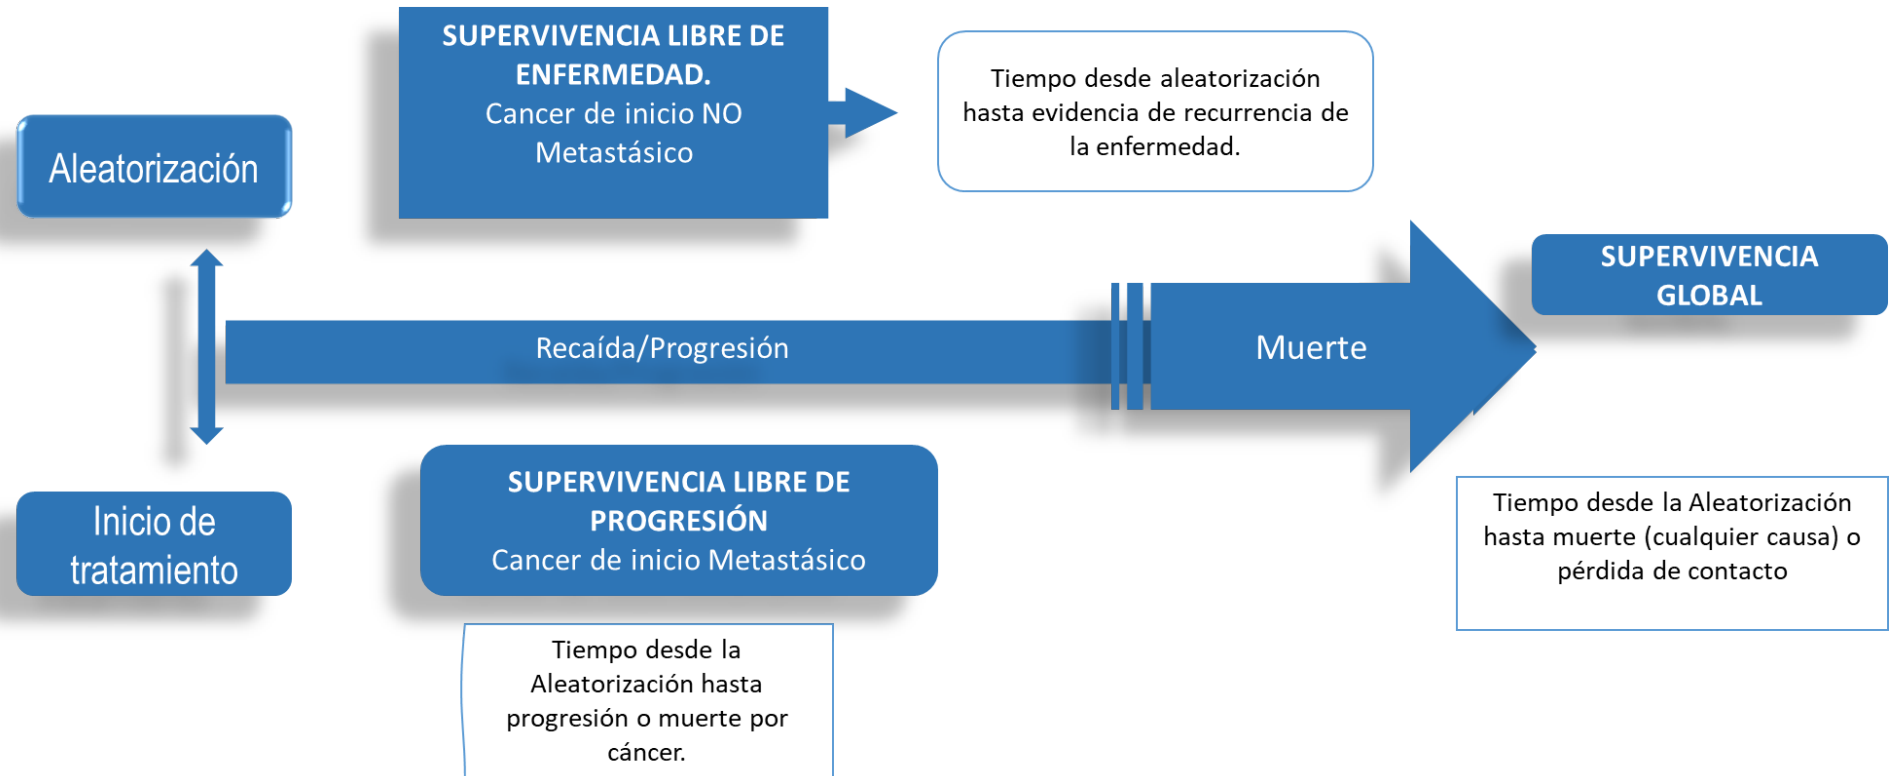 SUPERVIVENCIA LIBRE DE
ENFERMEDAD.
Cancer de inicio NO
Metastásico
Tiempo desde aleatorización
hasta evidencia de recurrencia de
la enfermedad.
Aleatorización
SUPERVIVENCIA
GLOBAL
Recaída/Progresión
Muerte
Inicio de
tratamiento
SUPERVIVENCIA LIBRE DE
PROGRESIÓN
Cancer de inicio Metastásico
Tiempo desde la Aleatorización
hasta muerte (cualquier causa) o
pérdida de contacto
Tiempo desde la
Aleatorización hasta
progresión o muerte por
cáncer.